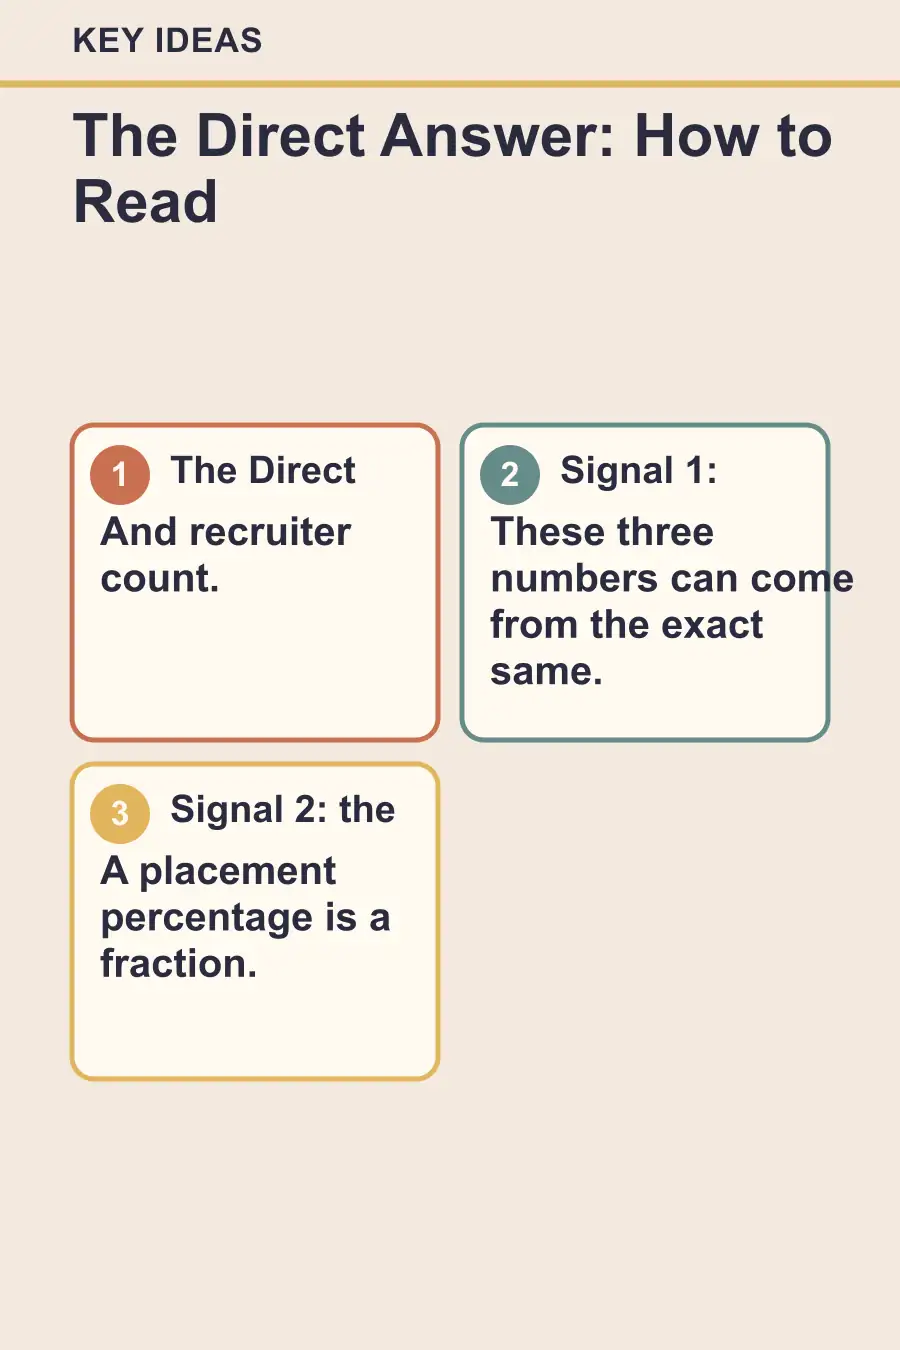 KEY IDEAS
The Direct Answer: How to
Read
1 The Direct
And recruiter
count.
2 Signal 1:
These three
numbers can come
from the exact
same.
3 Signal 2: the
A placement
percentage is a
fraction.